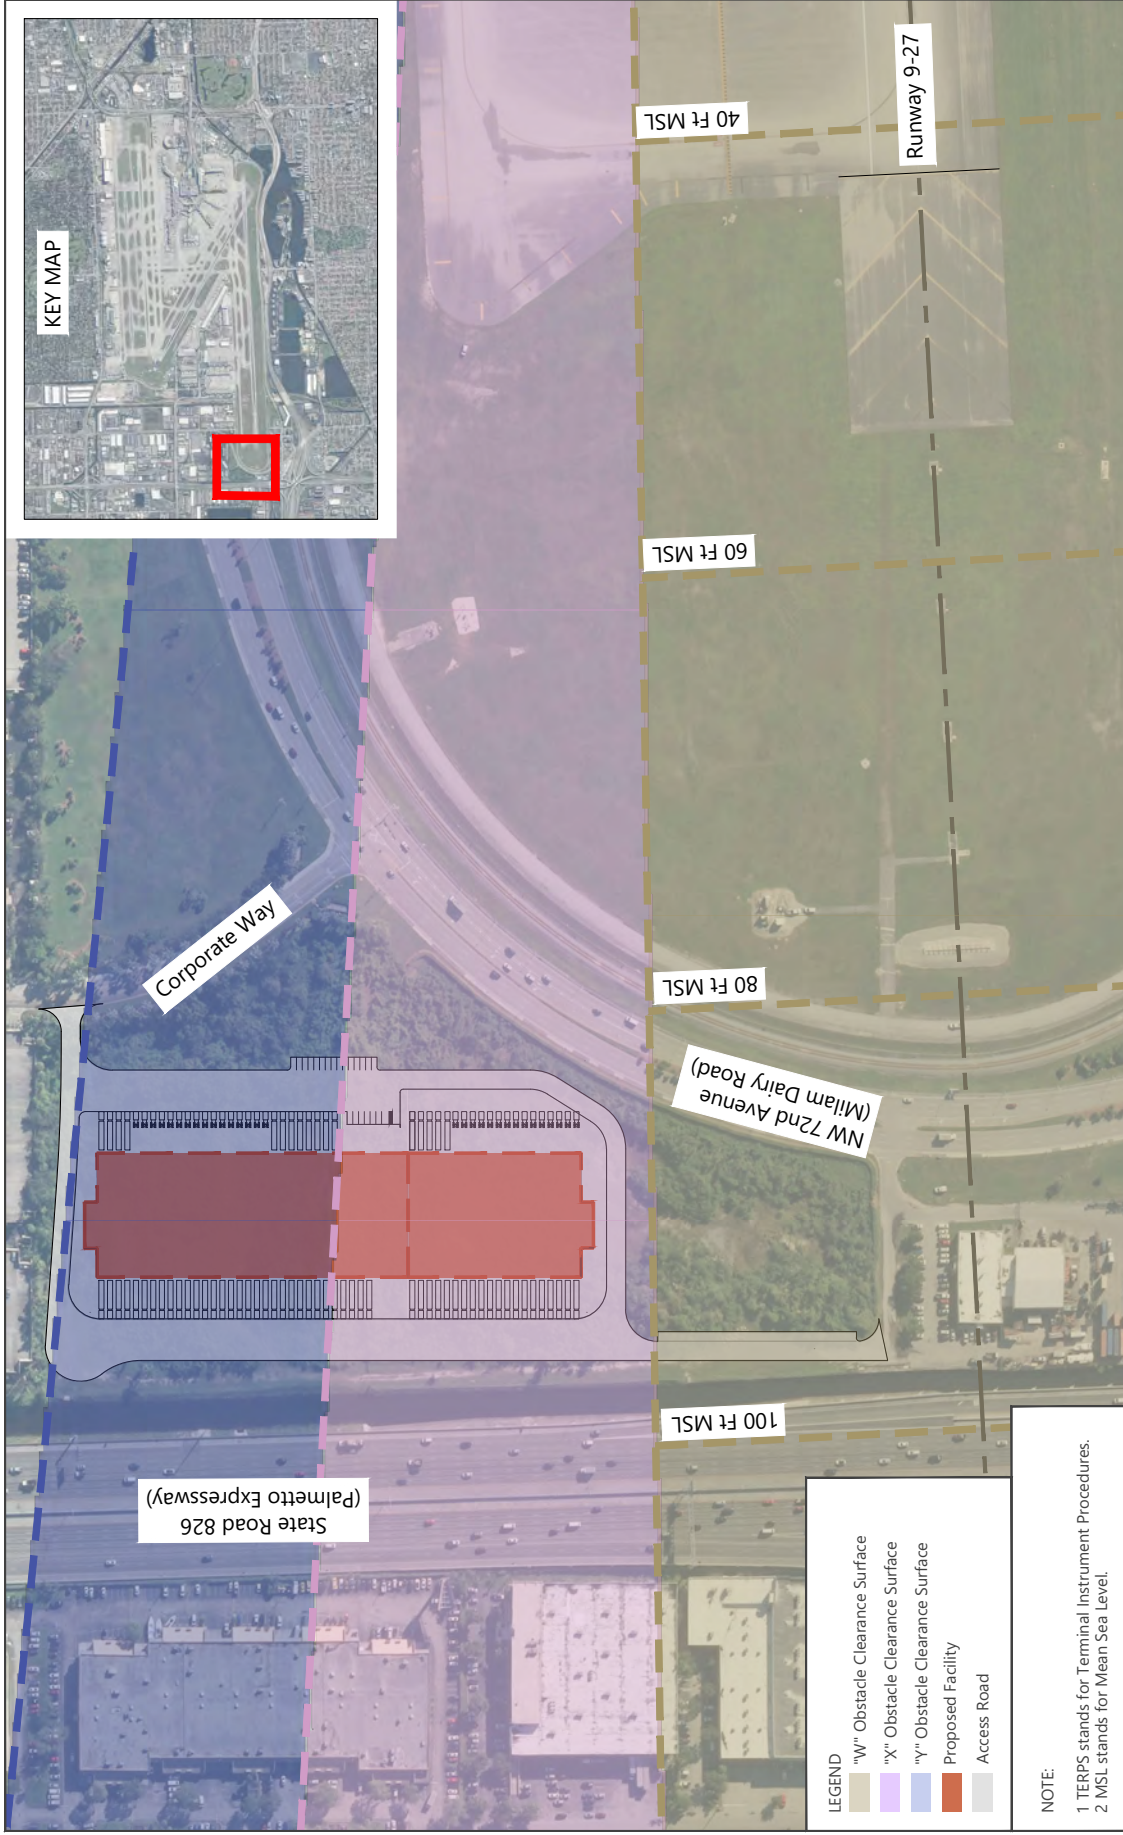 KEY MAP
Runway 9-27
40 Ft MSL
60 Ft MSL
80 Ft MSL
100 Ft MSL
Corporate Way
NW 72nd Avenue
(Milam Dairy Road)
State Road 826
(Palmetto Expressway)
LEGEND
"W" Obstacle Clearance Surface
"X" Obstacle Clearance Surface
"Y" Obstacle Clearance Surface
Proposed Facility
Access Road
NOTE:
1 TERPS stands for Terminal Instrument Procedures.
2 MSL stands for Mean Sea Level.